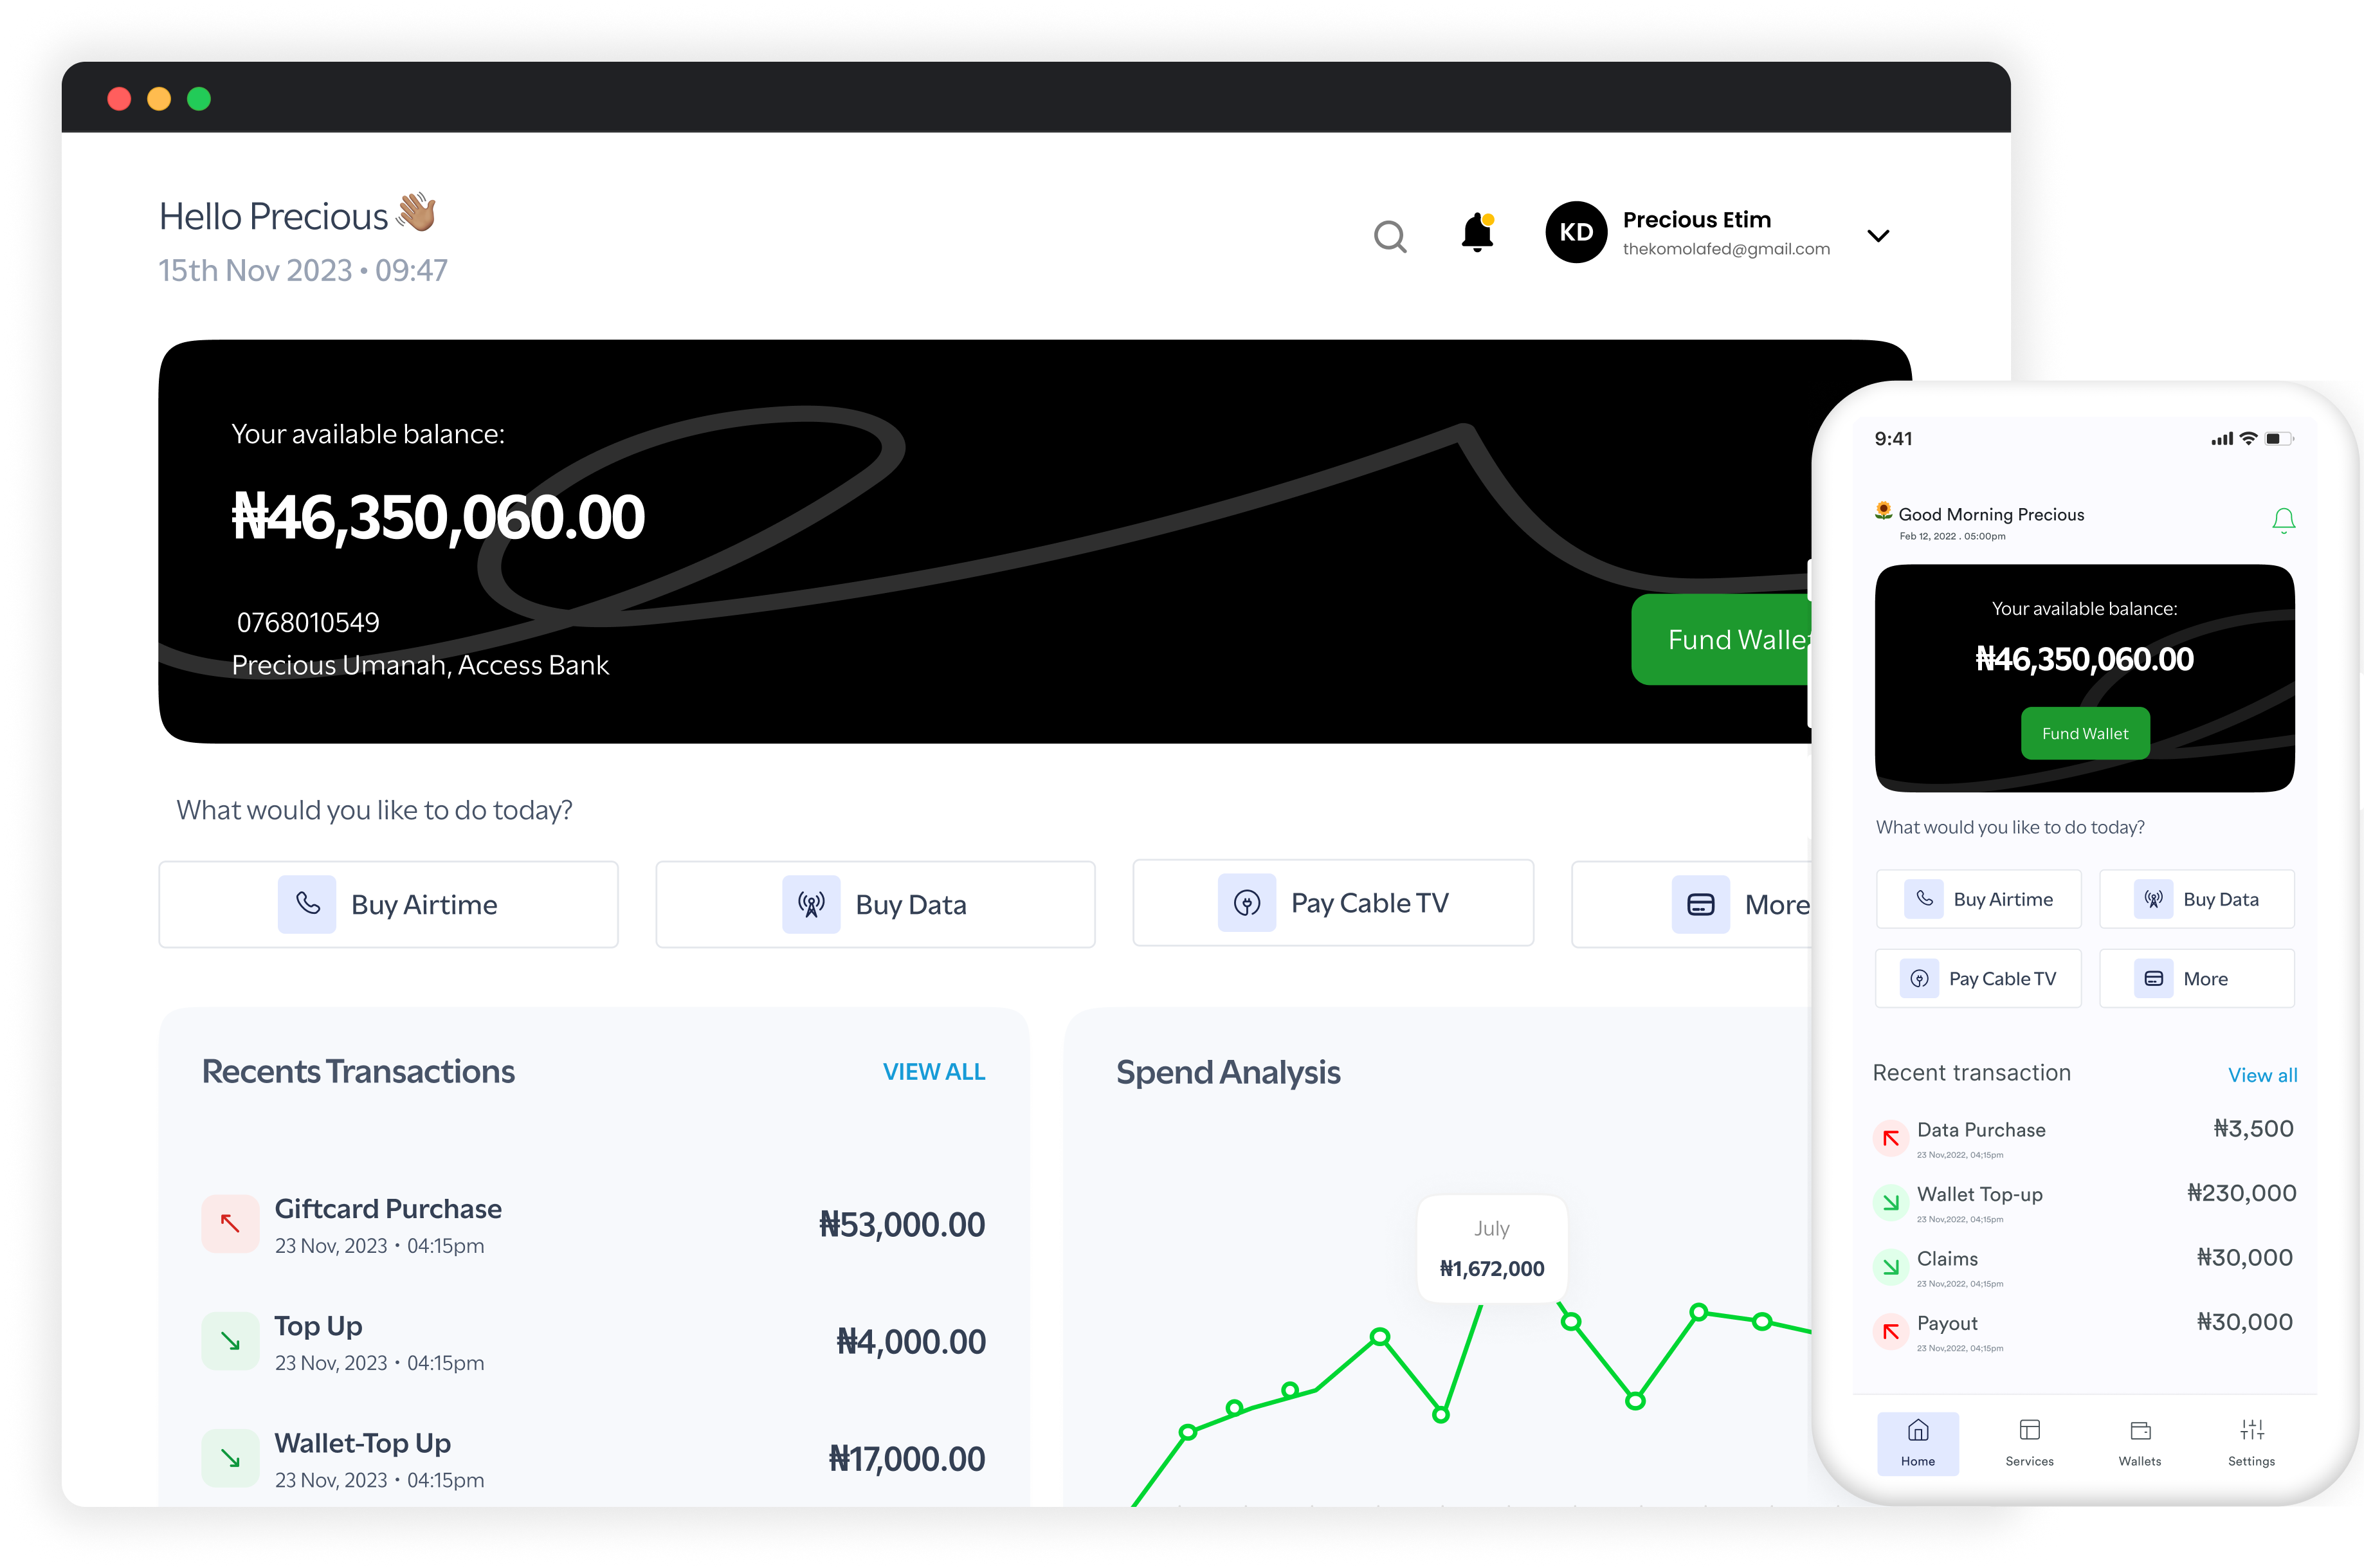 Hello Precious 👋🏽
15th Nov 2023 • 09:47
KD
Precious Etim
thekomolafed@gmail.com
Your available balance:
₦46,350,060.00
0768010549
Precious Umanah, Access Bank
Fund Wallet
What would you like to do today?
Buy Airtime
Buy Data
Pay Cable TV
More
Recents Transactions
VIEW ALL
Giftcard Purchase
23 Nov, 2023 • 04:15pm
₦53,000.00
Top Up
23 Nov, 2023 • 04:15pm
₦4,000.00
Wallet-Top Up
23 Nov, 2023 • 04:15pm
₦17,000.00
Spend Analysis
July
₦1,672,000
9:41
🌻 Good Morning Precious
Feb 12, 2022 . 05:00pm
Your available balance:
₦46,350,060.00
Fund Wallet
What would you like to do today?
Buy Airtime
Buy Data
Pay Cable TV
More
Recent transaction
View all
Data Purchase
23 Nov,2022, 04;15pm
₦3,500
Wallet Top-up
23 Nov,2022, 04;15pm
₦230,000
Claims
23 Nov,2022, 04;15pm
₦30,000
Payout
23 Nov,2022, 04;15pm
₦30,000
Home
Services
Wallets
Settings